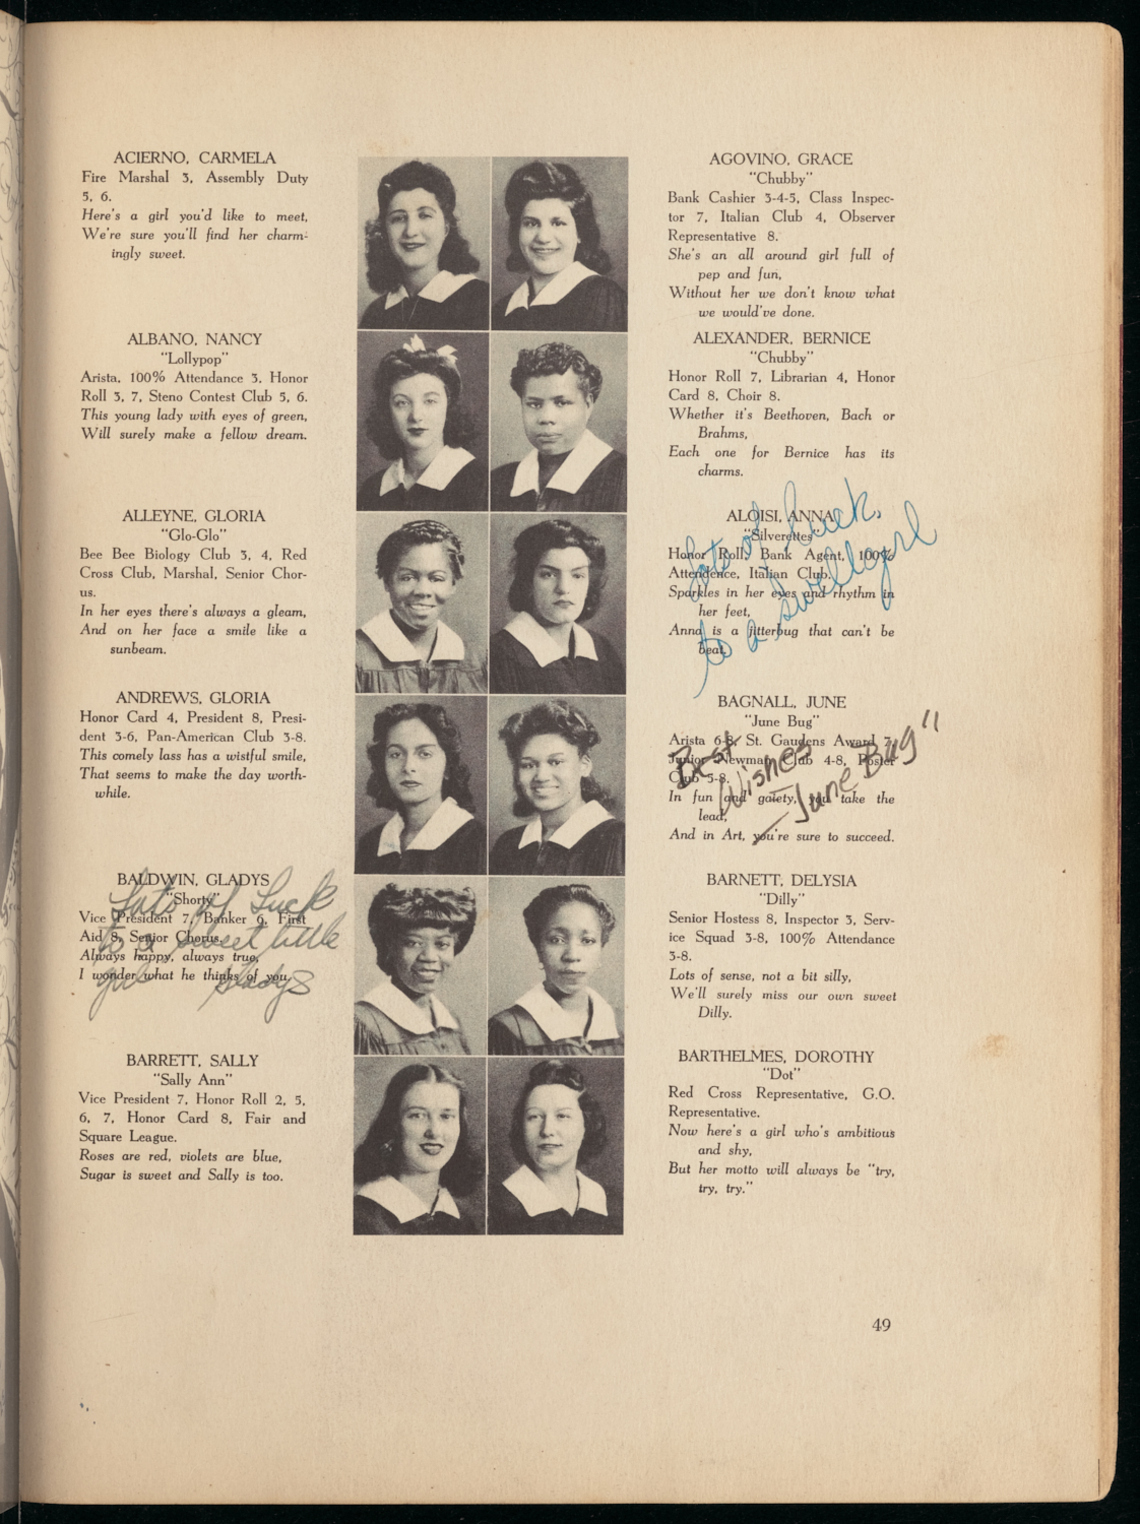 ACIERNO, CARMELA
Fire Marshal 3, Assembly Duty
5, 6.
Here's a girl you'd like to meet,
We're sure you'll find her charm-
ingly sweet.
ALBANO, NANCY
"Lollypop"
Arista, 100% Attendance 3, Honor
Roll 3, 7, Steno Contest Club 5, 6.
This young lady with eyes of green,
Will surely make a fellow dream.
ALLEYNE, GLORIA
"Glo-Glo"
Bee Bee Biology Club 3, 4, Red
Cross Club, Marshal, Senior Chor-
us.
In her eyes there's always a gleam,
And on her face a smile like a
sunbeam.
ANDREWS, GLORIA
Honor Card 4, President 8, Presi-
dent 3-6, Pan-American Club 3-8.
This comely lass has a wistful smile,
That seems to make the day worth-
while.
BALDWIN, GLADYS
"Shorty"
Vice President 7, Banker 6, First
Aid 8, Senior Chorus.
Always happy, always true,
I wonder what he thinks of you.
Lots of Luck
to a sweet little
girl Gladys
BARRETT, SALLY
"Sally Ann"
Vice President 7, Honor Roll 2, 5,
6, 7, Honor Card 8, Fair and
Square League.
Roses are red, violets are blue,
Sugar is sweet and Sally is too.
AGOVINO, GRACE
"Chubby"
Bank Cashier 3-4-5, Class Inspec-
tor 7, Italian Club 4, Observer
Representative 8.
She's an all around girl full of
pep and fun,
Without her we don't know what
we would've done.
ALEXANDER, BERNICE
"Chubby"
Honor Roll 7, Librarian 4, Honor
Card 8, Choir 8.
Whether it's Beethoven, Bach or
Brahms,
Each one for Bernice has its
charms.
ALOISI, ANNA
"Silverettes"
Honor Roll, Bank Agent, 100%
Attendence, Italian Club.
Sparkles in her eyes and rhythm in
her feet,
Anna is a jitterbug that can't be
beat.
Lots of Luck
to a swell girl
BAGNALL, JUNE
"June Bug"
Arista 6-8, St. Gaudens Award 7,
Junior Newman Club 4-8, Poster
Club 5-8.
In fun and gaiety, you take the
lead,
And in Art, you're sure to succeed.
Best
Wishes
—June Bug"
BARNETT, DELYSIA
"Dilly"
Senior Hostess 8, Inspector 3, Serv-
ice Squad 3-8, 100% Attendance
3-8.
Lots of sense, not a bit silly,
We'll surely miss our own sweet
Dilly.
BARTHELMES, DOROTHY
"Dot"
Red Cross Representative, G.O.
Representative.
Now here's a girl who's ambitious
and shy,
But her motto will always be "try,
try, try."
49